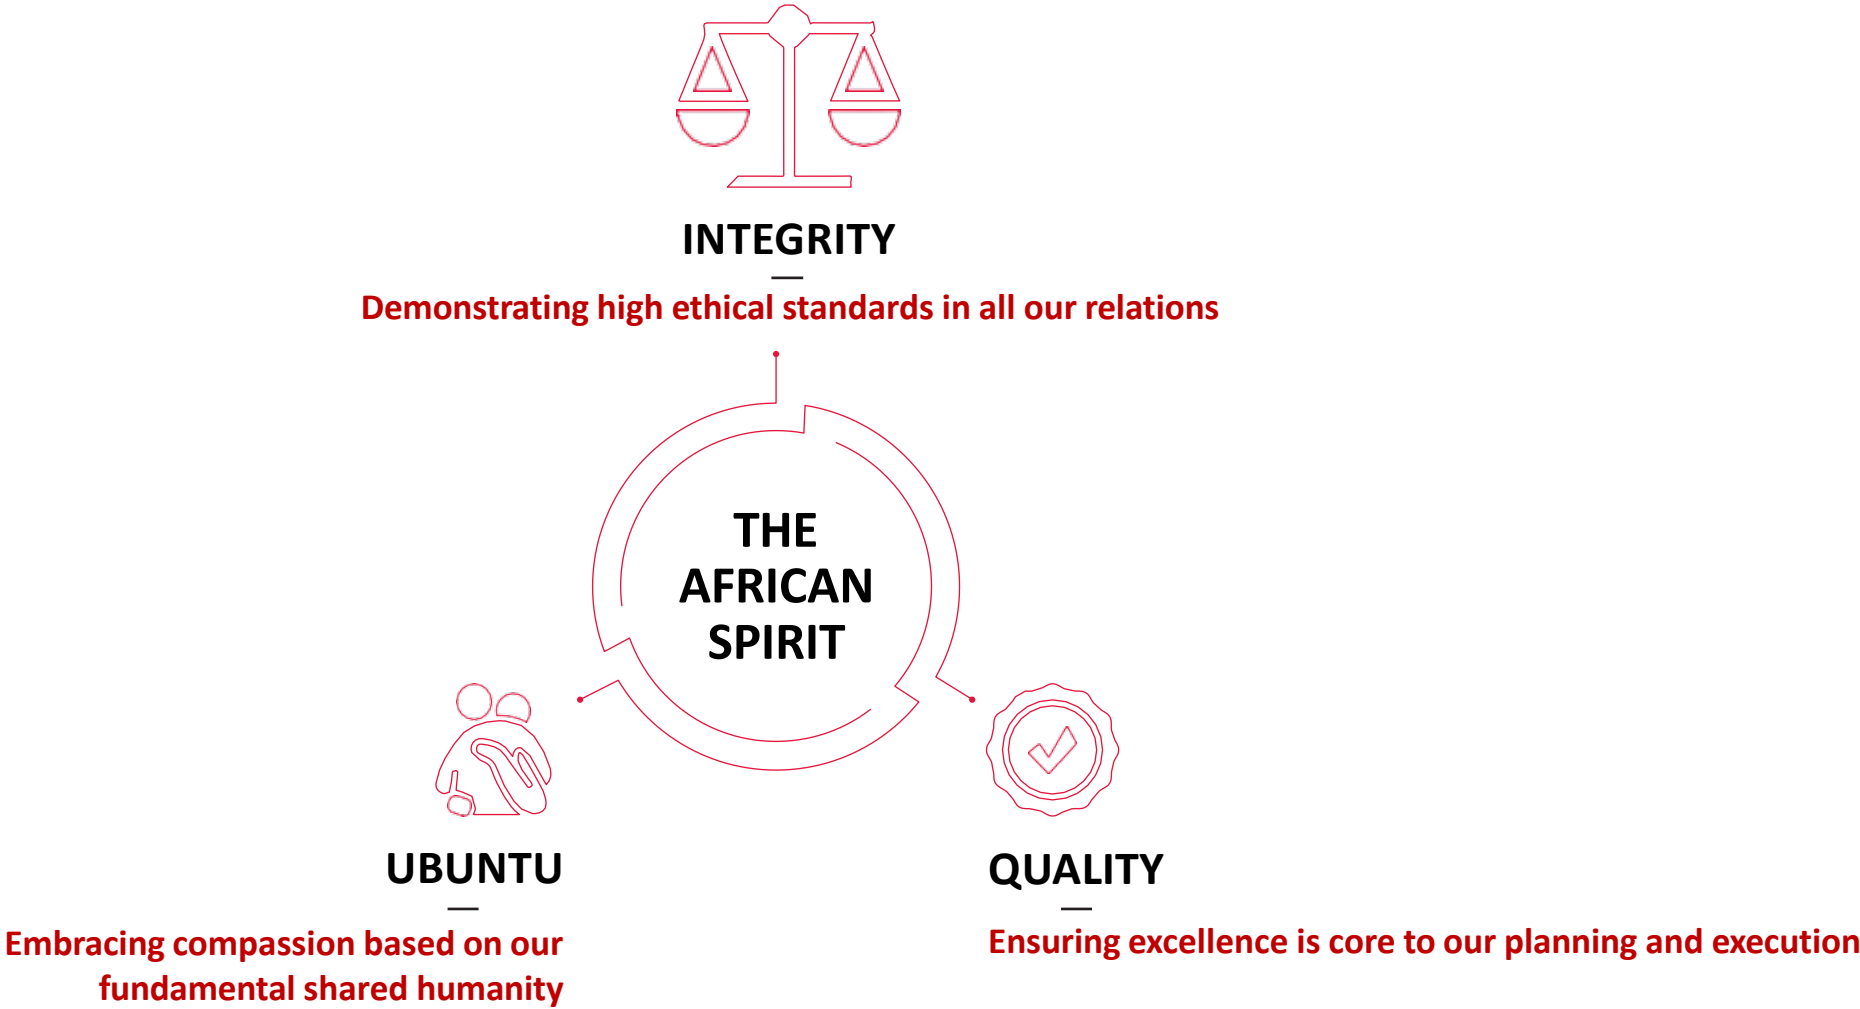 INTEGRITY
Demonstrating high ethical standards in all our relations
THE
AFRICAN
SPIRIT
UBUNTU
Embracing compassion based on our
fundamental shared humanity
QUALITY
Ensuring excellence is core to our planning and execution